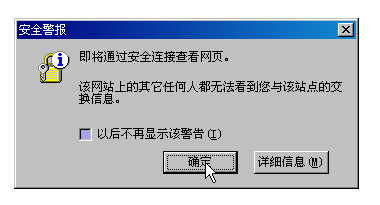 安全警报
即将通过安全连接查看网页。
该网站上的其它任何人都无法看到您与该站点的交
换信息。
以后不再显示该警告(I)
确定
详细信息(M)